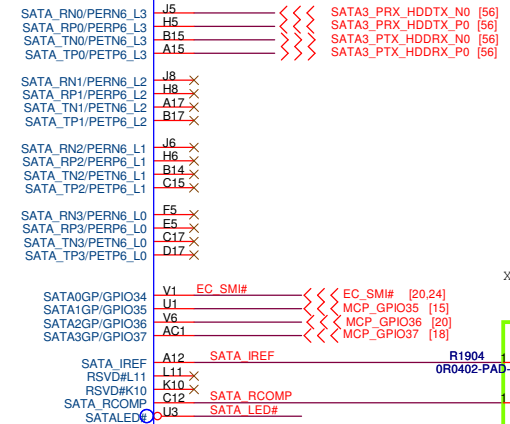 SATA_RN0/PERN6_L3 J5 SATA3_PRX_HDDTX_N0 [56]
SATA_RP0/PERP6_L3 H5 SATA3_PRX_HDDTX_P0 [56]
SATA_TN0/PETN6_L3 B15 SATA3_PTX_HDDRX_N0 [56]
SATA_TP0/PETP6_L3 A15 SATA3_PTX_HDDRX_P0 [56]
SATA_RN1/PERN6_L2 J8
SATA_RP1/PERP6_L2 H8
SATA_TN1/PETN6_L2 A17
SATA_TP1/PETP6_L2 B17
SATA_RN2/PERN6_L1 J6
SATA_RP2/PERP6_L1 H6
SATA_TN2/PETN6_L1 B14
SATA_TP2/PETP6_L1 C15
SATA_RN3/PERN6_L0 F5
SATA_RP3/PERP6_L0 E5
SATA_TN3/PETN6_L0 C17
SATA_TP3/PETP6_L0 D17
X
SATA0GP/GPIO34 V1 EC_SMI# EC_SMI# [20,24]
SATA1GP/GPIO35 U1 MCP_GPIO35 [15]
SATA2GP/GPIO36 V6 MCP_GPIO36 [20]
SATA3GP/GPIO37 AC1 MCP_GPIO37 [18]
SATA_IREF A12 SATA_IREF R1904 1
RSVD#L11 L11 0R0402-PAD-
RSVD#K10 K10
SATA_RCOMP C12 SATA_RCOMP 1
SATALED# U3 SATA_LED#